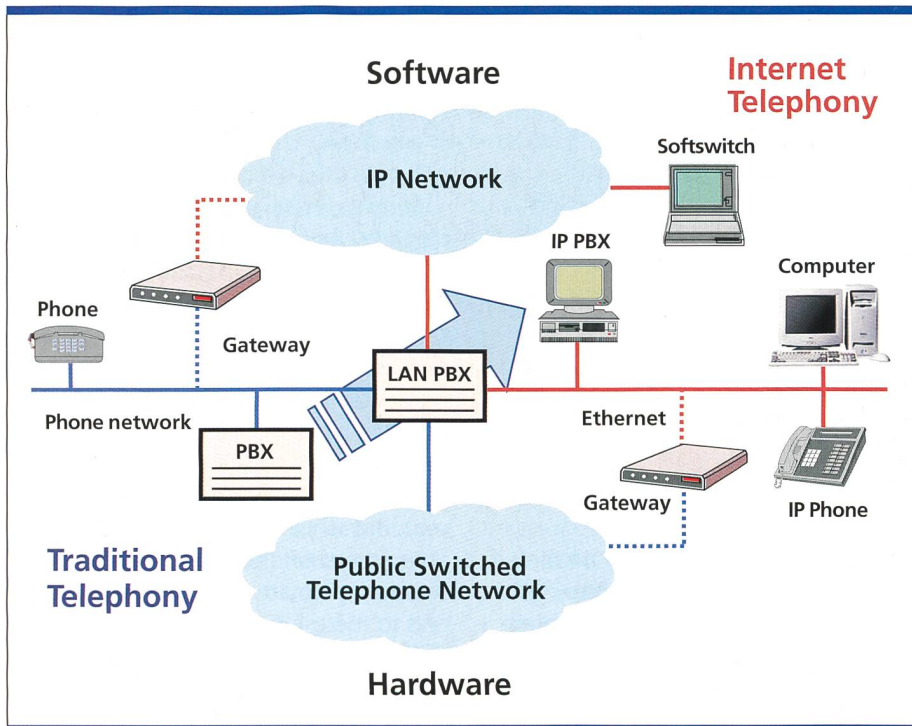 Software
Internet
Telephony
Softswitch
IP Network
IP PBX
Computer
Phone
Gateway
LAN PBX
Phone network
Ethernet
PBX
Gateway
IP Phone
Traditional
Telephony
Public Switched
Telephone Network
Hardware